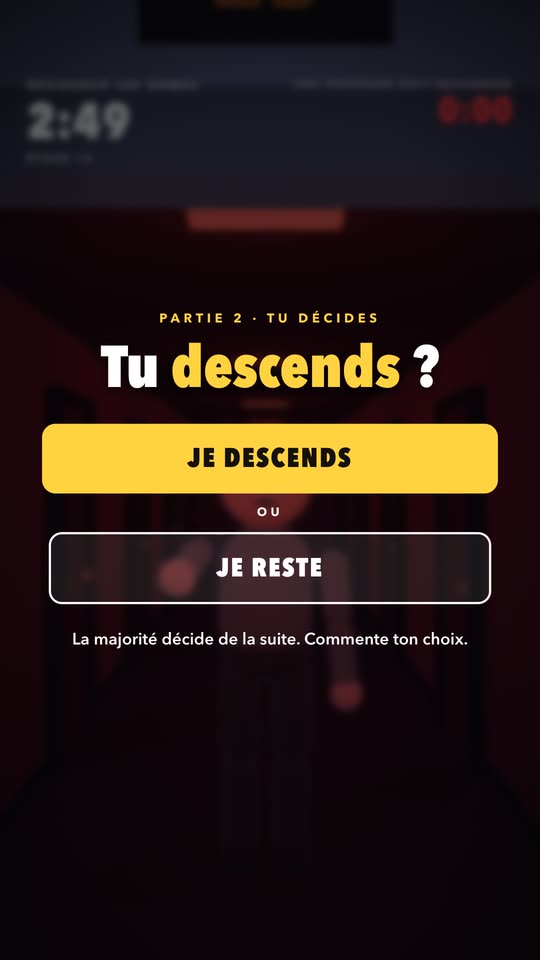 2:49
0:00
PARTIE 2 · TU DÉCIDES
Tu descends ?
JE DESCENDS
OU
JE RESTE
La majorité décide de la suite. Commente ton choix.